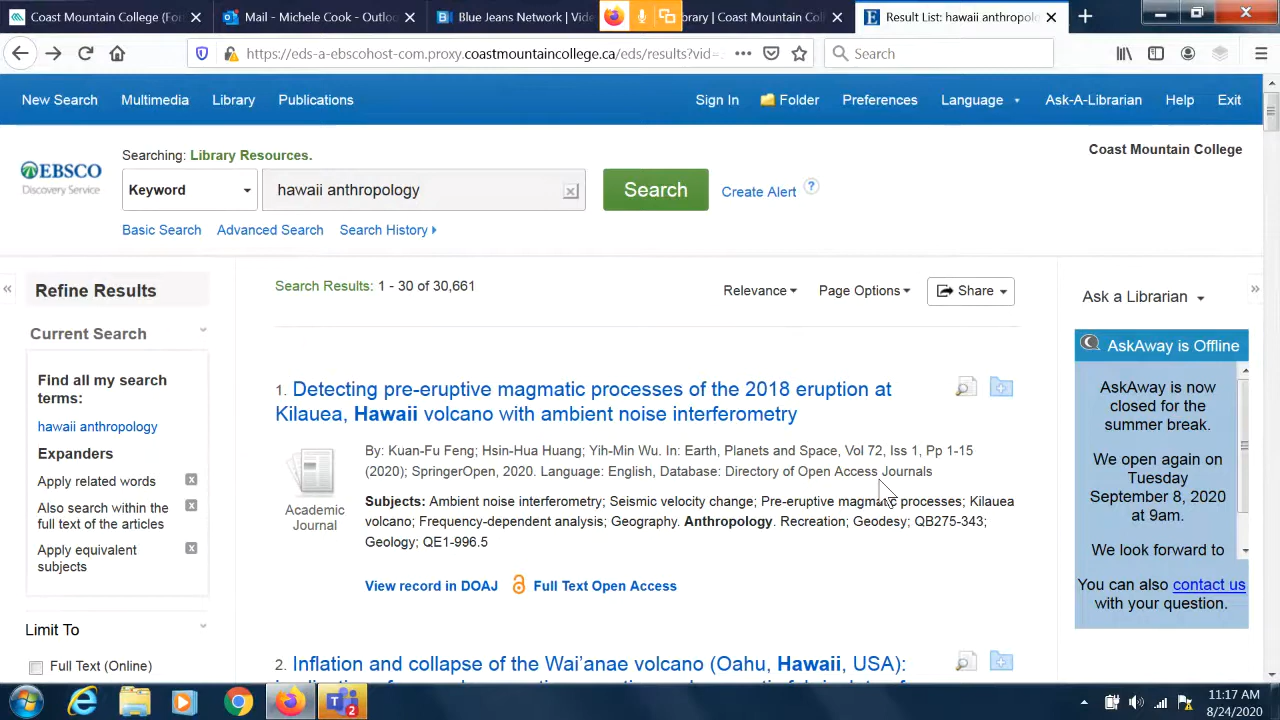 Coast Mountain College (For
Mail - Michele Cook - Outlo
Blue Jeans Network | Vide
brary | Coast Mountain Col
Result List: hawaii anthropolo
https://eds-a-ebscohost-com.proxy.coastmountaincollege.ca/eds/results?vid=
Search
New Search
Multimedia
Library
Publications
Sign In
Folder
Preferences
Language
Ask-A-Librarian
Help
Exit
Coast Mountain College
EBSCO
Discovery Service
Searching: Library Resources.
Keyword
hawaii anthropology
Search
Create Alert
?
Basic Search
Advanced Search
Search History
«
Refine Results
Current Search
Find all my search
terms:
hawaii anthropology
Expanders
Apply related words
Also search within the
full text of the articles
Apply equivalent
subjects
Limit To
Full Text (Online)
Search Results: 1 - 30 of 30,661
Relevance
Page Options
Share
1. Detecting pre-eruptive magmatic processes of the 2018 eruption at
Kilauea, Hawaii volcano with ambient noise interferometry
Academic
Journal
By: Kuan-Fu Feng; Hsin-Hua Huang; Yih-Min Wu. In: Earth, Planets and Space, Vol 72, Iss 1, Pp 1-15
(2020); SpringerOpen, 2020. Language: English, Database: Directory of Open Access Journals
Subjects: Ambient noise interferometry; Seismic velocity change; Pre-eruptive magmatic processes; Kilauea
volcano; Frequency-dependent analysis; Geography. Anthropology. Recreation; Geodesy; QB275-343;
Geology; QE1-996.5
View record in DOAJ
Full Text Open Access
2. Inflation and collapse of the Wai'anae volcano (Oahu, Hawaii, USA):
Ask a Librarian
»
AskAway is Offline
AskAway is now
closed for the
summer break.
We open again on
Tuesday
September 8, 2020
at 9am.
We look forward to
You can also contact us
with your question.
2
11:17 AM
8/24/2020